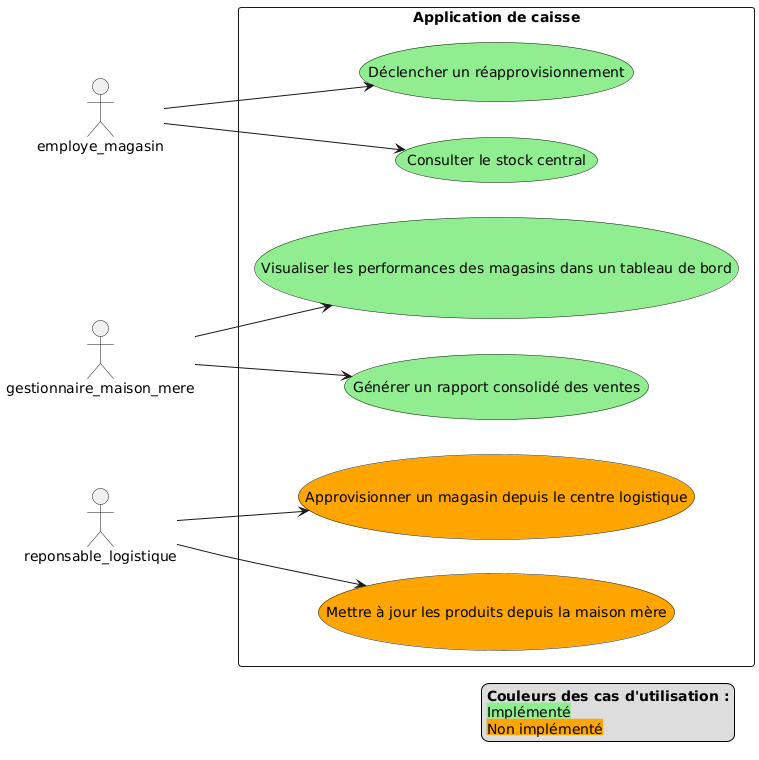 Application de caisse
Déclencher un réapprovisionnement
employe_magasin
Consulter le stock central
Visualiser les performances des magasins dans un tableau de bord
gestionnaire_maison_mere
Générer un rapport consolidé des ventes
Approvisionner un magasin depuis le centre logistique
reponsable_logistique
Mettre à jour les produits depuis la maison mère
Couleurs des cas d'utilisation :
Implémenté
Non implémenté